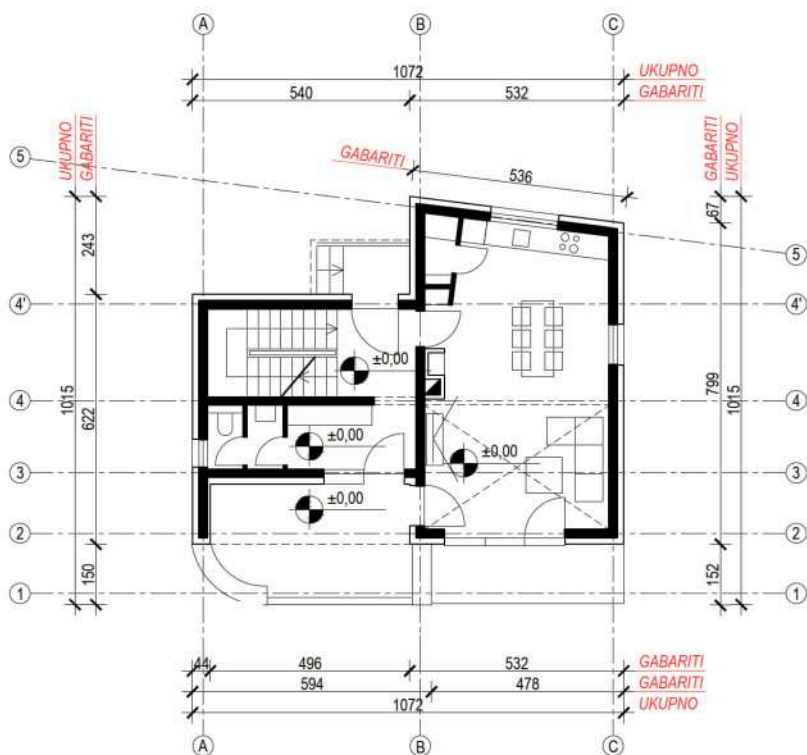 A B C
1072 UKUPNO
540 532 GABARITI
GABARITI 536
UKUPNO GABARITI
GABARITI UKUPNO
5
67
243
5
4' 4'
±0,00
1015 622 799 1015
4 4
±0,00 ±0,00
3 3
±0,00
2 2
150 152
1 1
44 496 532 GABARITI
594 478 GABARITI
1072 UKUPNO
A B C